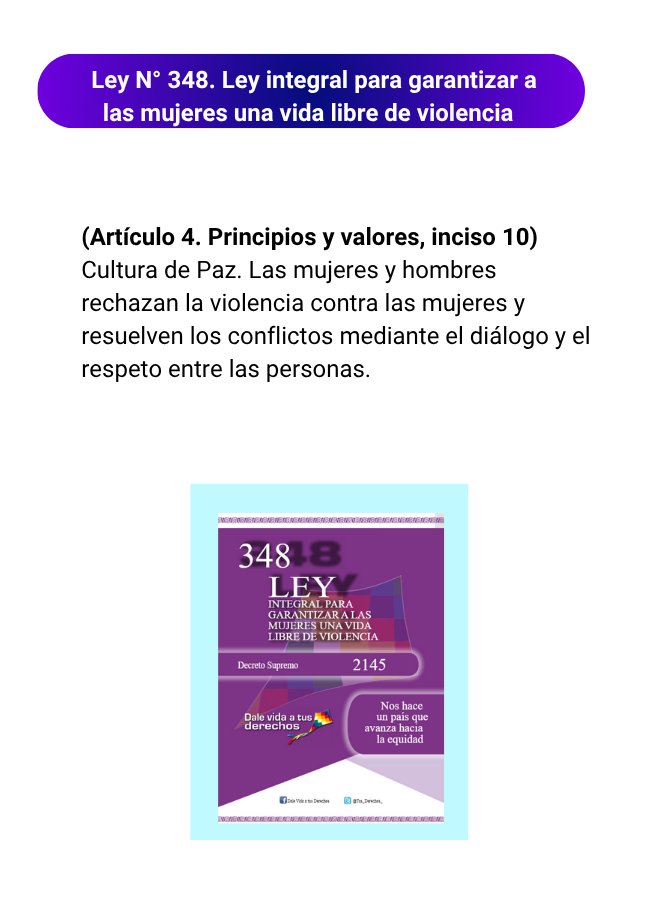 Ley N° 348. Ley integral para garantizar a
las mujeres una vida libre de violencia
(Artículo 4. Principios y valores, inciso 10)
Cultura de Paz. Las mujeres y hombres
rechazan la violencia contra las mujeres y
resuelven los conflictos mediante el diálogo y el
respeto entre las personas.
348
LEY
INTEGRAL PARA
GARANTIZAR A LAS
MUJERES UNA VIDA
LIBRE DE VIOLENCIA
Decreto Supremo 2145
Nos hace
un país que
avanza hacia
la equidad
Dale vida a tus
derechos
Dale Vida a tus Derechos @Tus_Derechos_